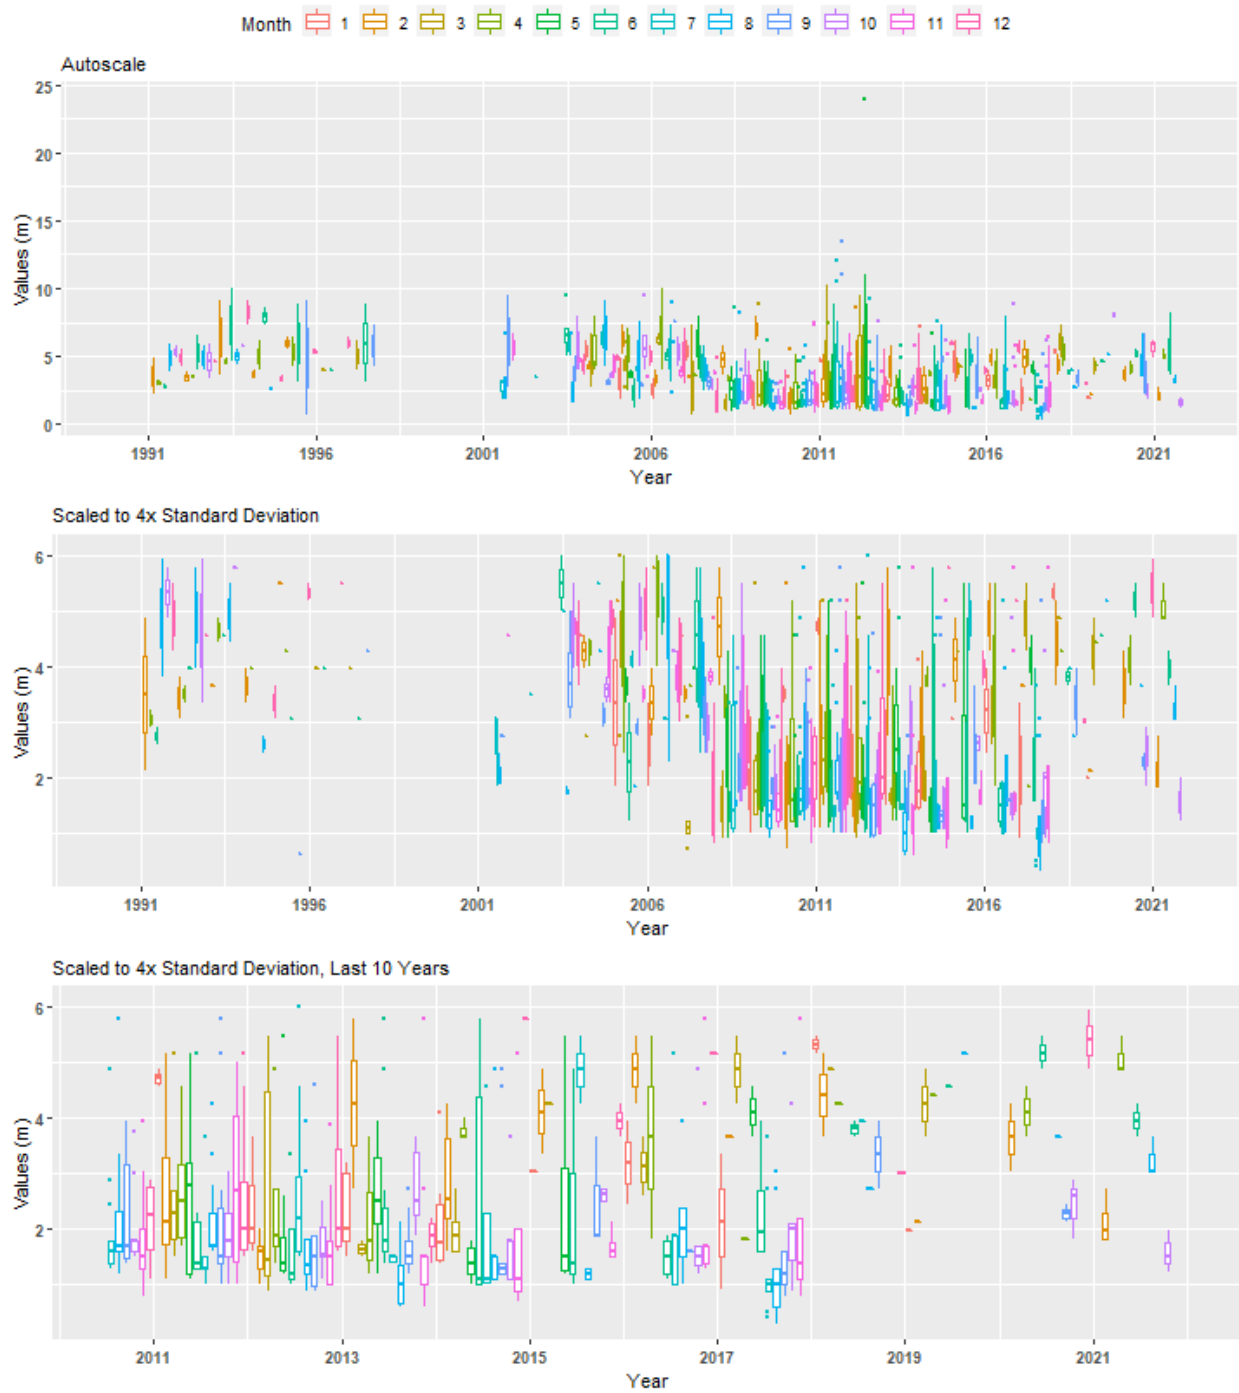 Month 1 2 3 4 5 6 7 8 9 10 11 12
Autoscale
25
20
15
10
5
0
Values (m)
1991 1996 2001 2006 2011 2016 2021
Year
Scaled to 4x Standard Deviation
6
4
2
Values (m)
1991 1996 2001 2006 2011 2016 2021
Year
Scaled to 4x Standard Deviation, Last 10 Years
6
4
2
Values (m)
2011 2013 2015 2017 2019 2021
Year